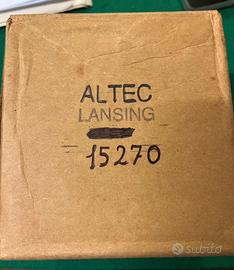 ALTEC
LANSING
15270
subito